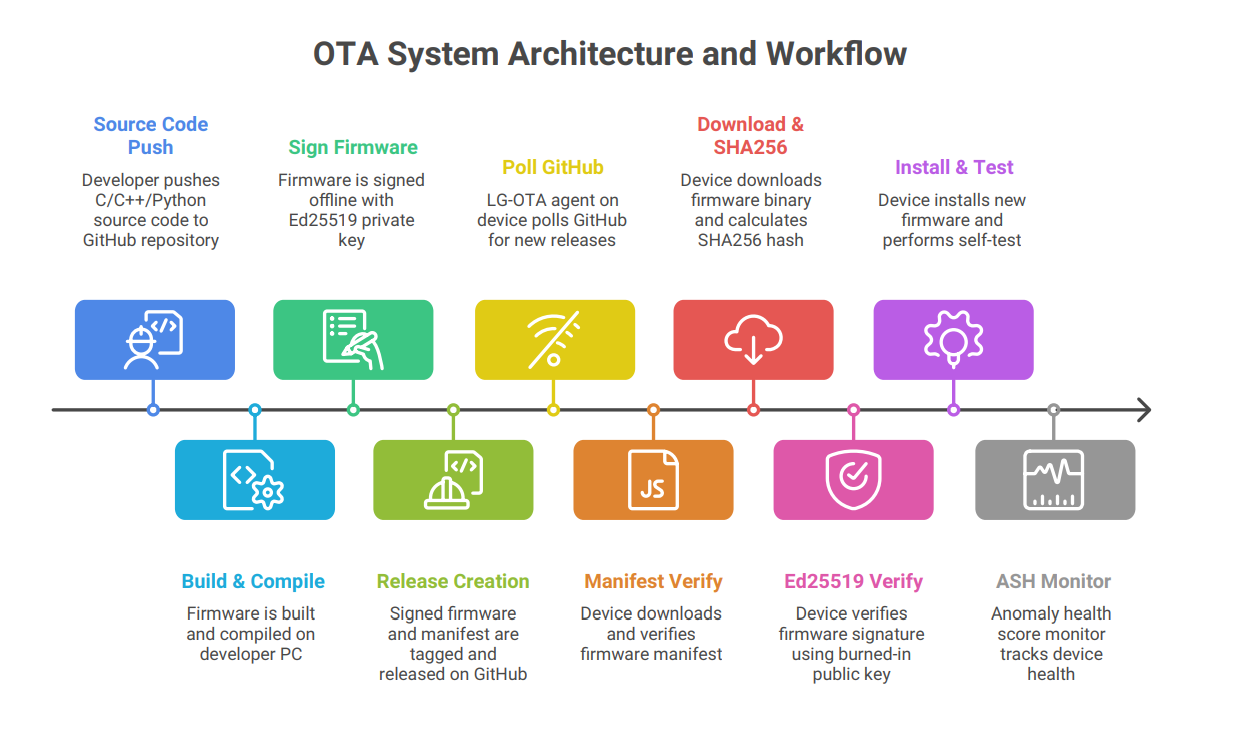 OTA System Architecture and Workflow
Source Code
Push
Developer pushes
C/C++/Python
source code to
GitHub repository
Sign Firmware
Firmware is signed
offline with
Ed25519 private
key
Poll GitHub
LG-OTA agent on
device polls GitHub
for new releases
Download &
SHA256
Device downloads
firmware binary
and calculates
SHA256 hash
Install & Test
Device installs new
firmware and
performs self-test
</>
</>
JS
<>
Build & Compile
Firmware is built
and compiled on
developer PC
Release Creation
Signed firmware
and manifest are
tagged and
released on GitHub
Manifest Verify
Device downloads
and verifies
firmware manifest
Ed25519 Verify
Device verifies
firmware signature
using burned-in
public key
ASH Monitor
Anomaly health
score monitor
tracks device
health